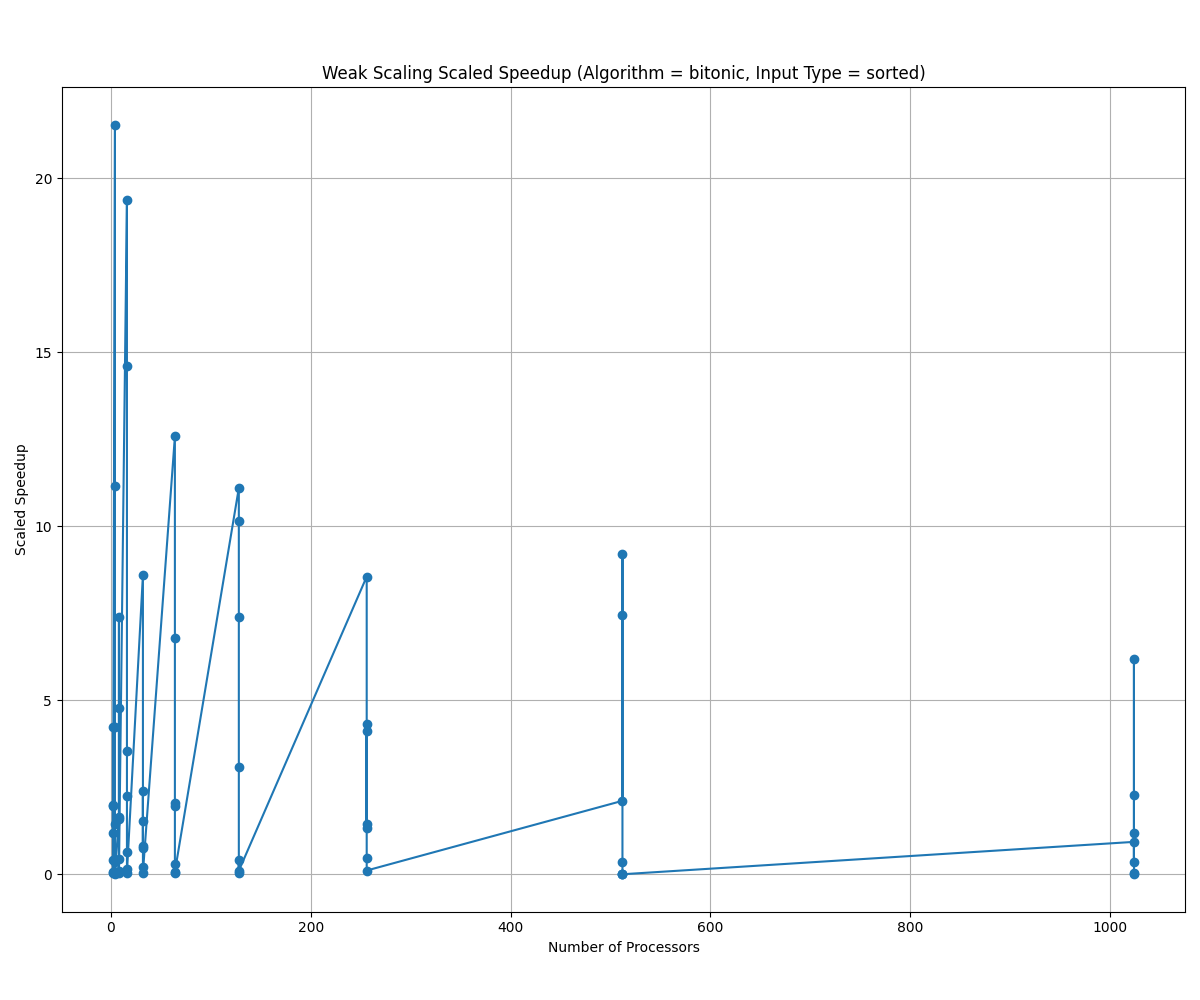 Weak Scaling Scaled Speedup (Algorithm = bitonic, Input Type = sorted)
Scaled Speedup
20
15
10
5
0
0 200 400 600 800 1000
Number of Processors